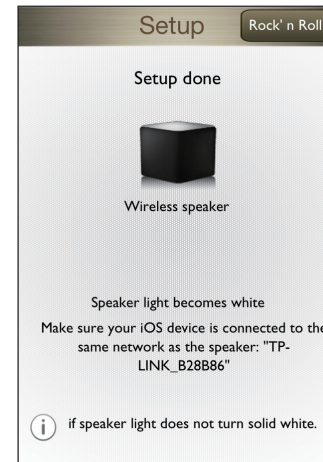 Setup
Rock' n Roll
Setup done
Wireless speaker
Speaker light becomes white
Make sure your iOS device is connected to the
same network as the speaker: "TP-
LINK_B28B86"
i
if speaker light does not turn solid white.